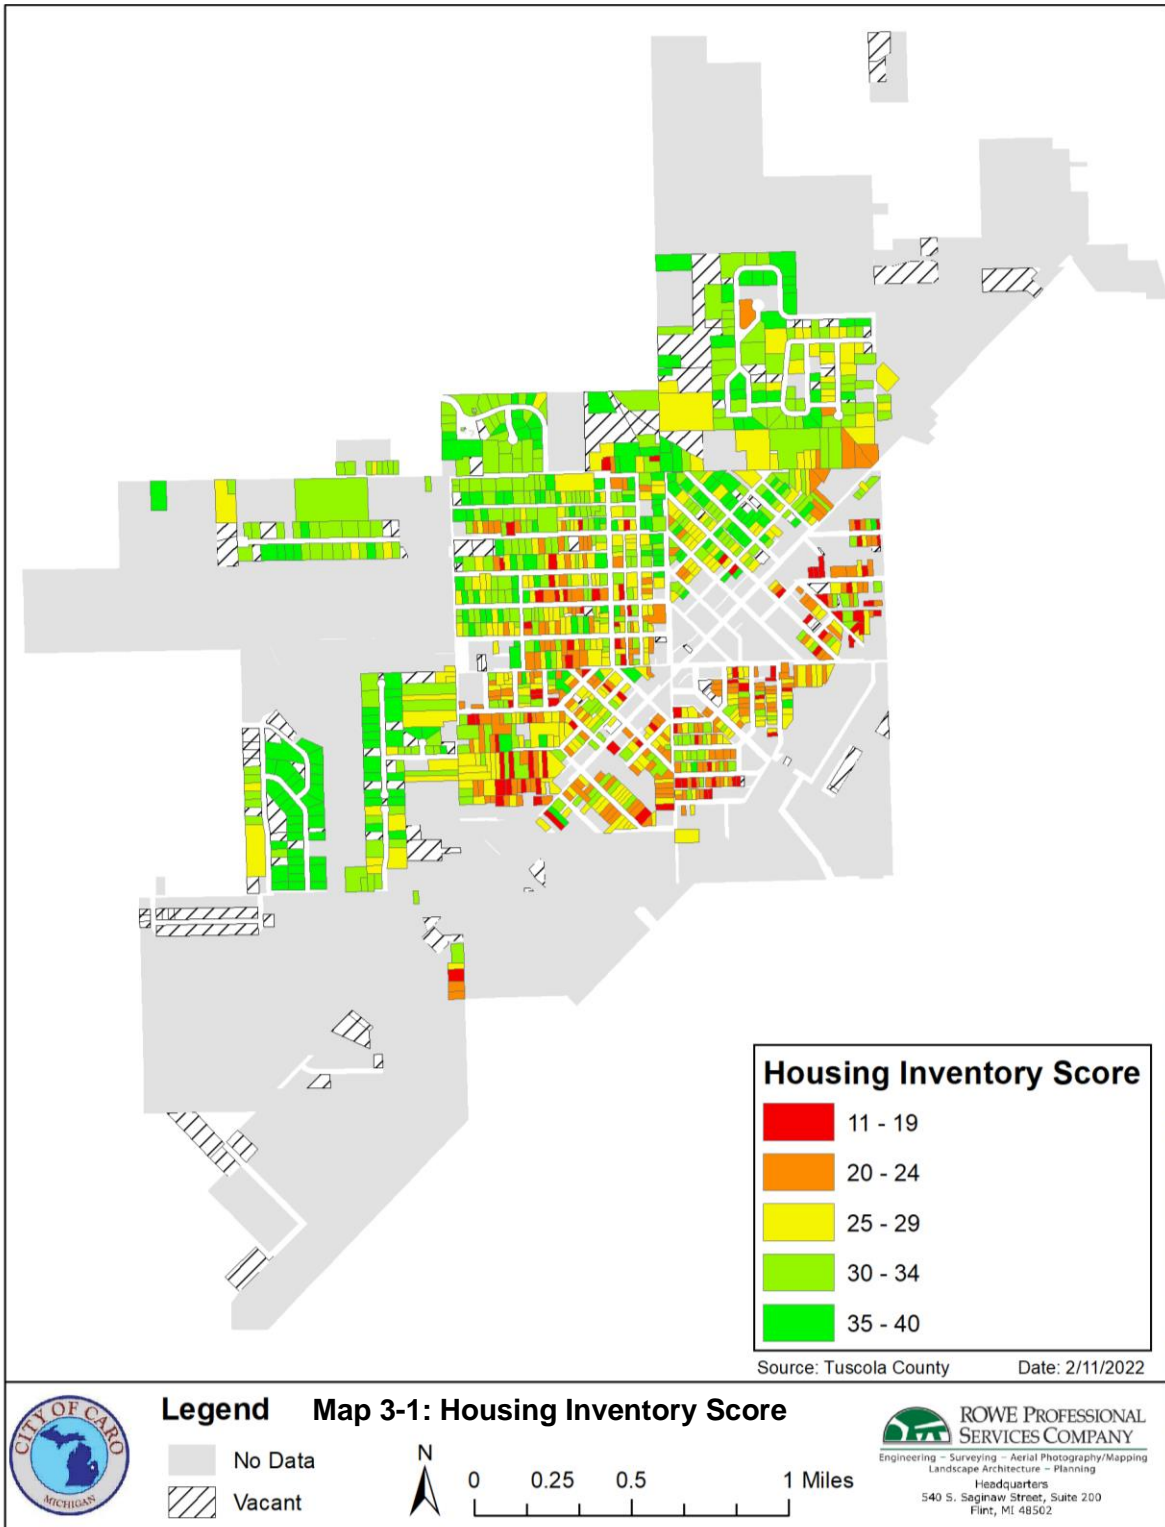 Housing Inventory Score
11 - 19
20 - 24
25 - 29
30 - 34
35 - 40
Source: Tuscola County Date: 2/11/2022
CITY OF CARO
MICHIGAN
Legend
No Data
Vacant
Map 3-1: Housing Inventory Score
N
0 0.25 0.5 1 Miles
ROWE PROFESSIONAL
SERVICES COMPANY
Engineering – Surveying – Aerial Photography/Mapping
Landscape Architecture – Planning
Headquarters
540 S. Saginaw Street, Suite 200
Flint, MI 48502